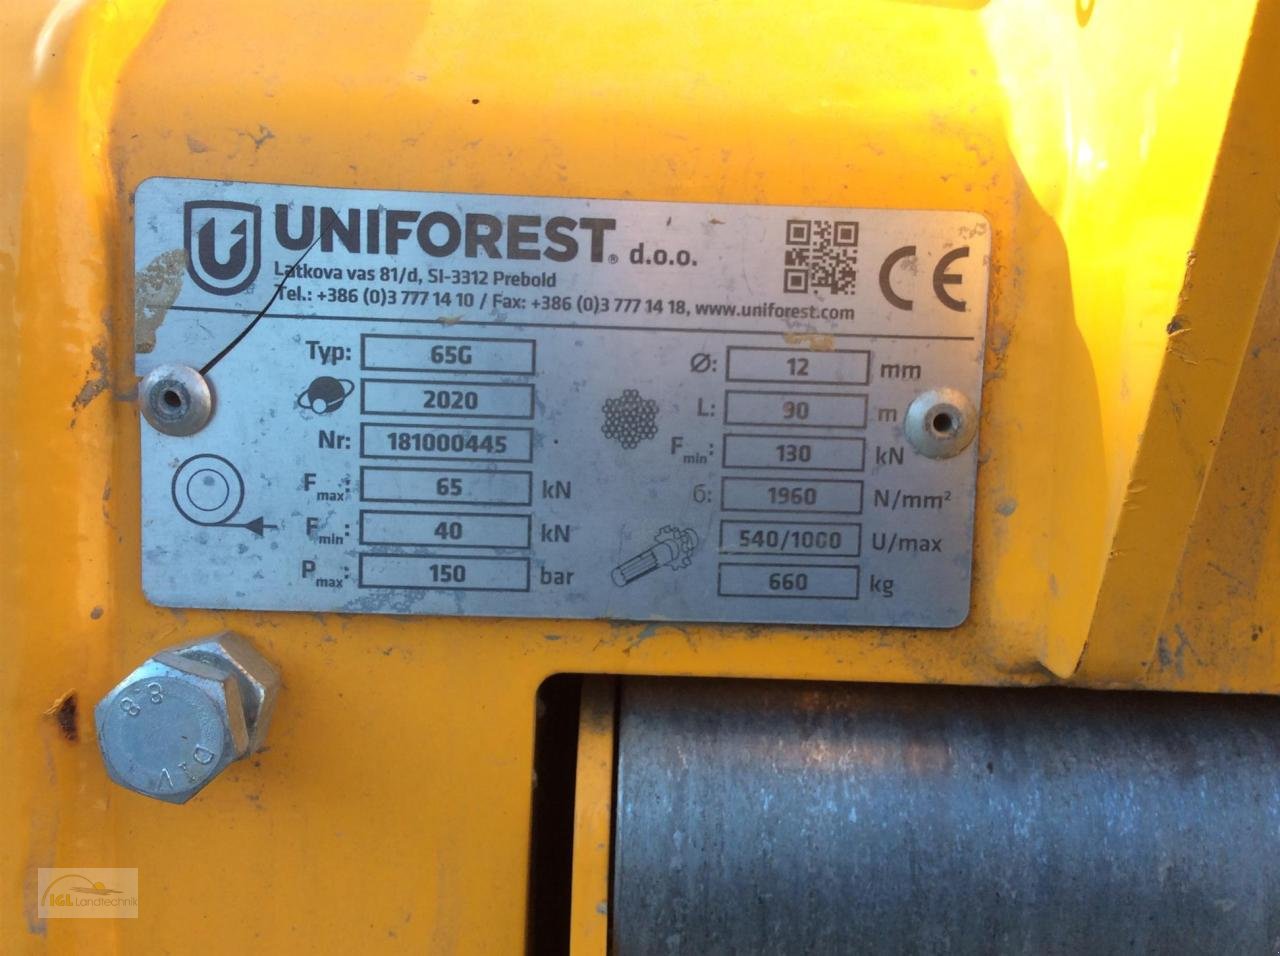 UNIFOREST® d.o.o.
Latkova vas 81/d, SI-3312 Prebold
Tel.: +386 (0)3 777 14 10 / Fax: +386 (0)3 777 14 18, www.uniforest.com
CE
Typ: 65G
2020
Nr: 181000445
Fmax: 65 kN
Fmin: 40 kN
Pmax: 150 bar
Ø: 12 mm
L: 90 m
Fmin: 130 kN
б: 1960 N/mm²
540/1000 U/max
660 kg
8.8
IGL Landtechnik